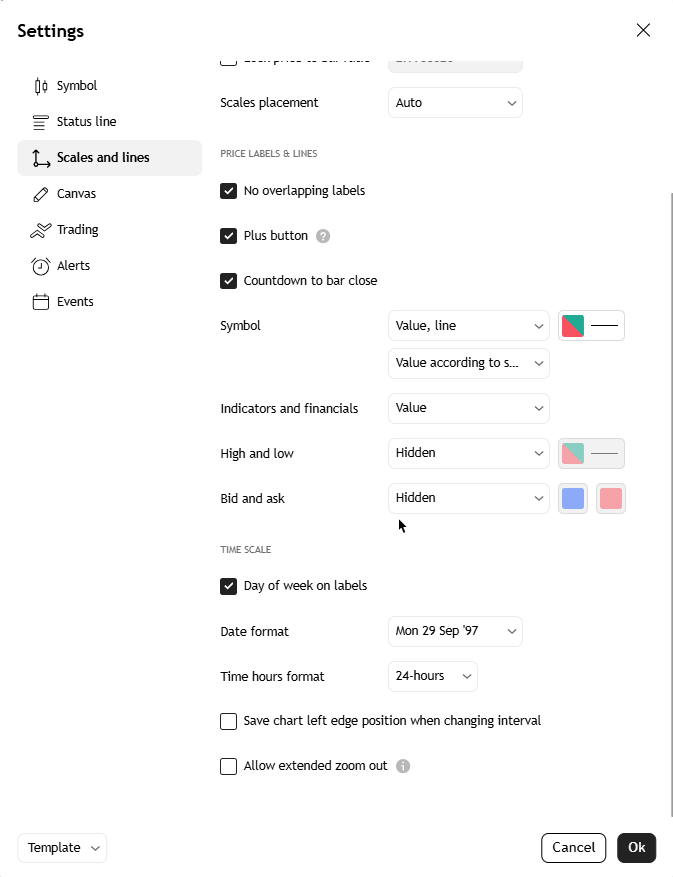 Settings
Symbol
Status line
Scales and lines
Canvas
Trading
Alerts
Events
Scales placement
Auto
PRICE LABELS & LINES
No overlapping labels
Plus button ?
Countdown to bar close
Symbol
Value, line
Value according to s...
Indicators and financials
Value
High and low
Hidden
Bid and ask
Hidden
TIME SCALE
Day of week on labels
Date format
Mon 29 Sep '97
Time hours format
24-hours
Save chart left edge position when changing interval
Allow extended zoom out i
Template
Cancel
Ok